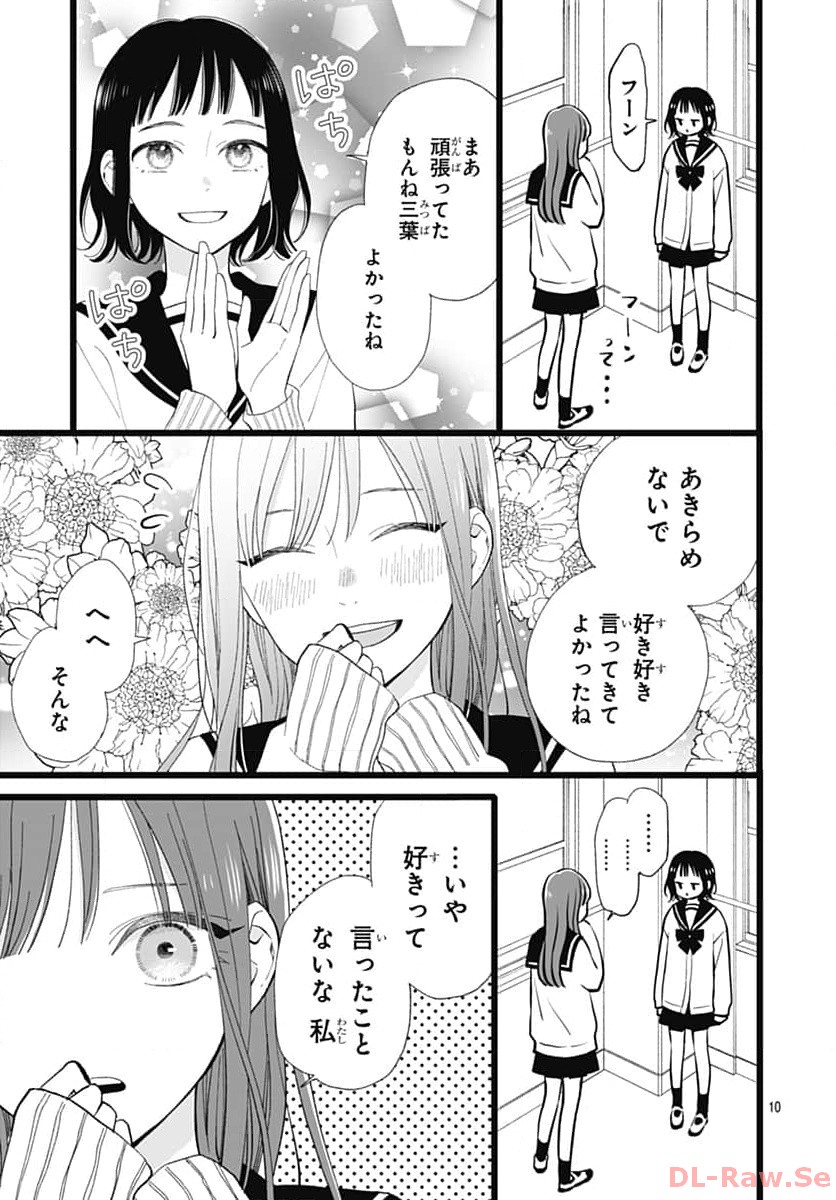 フーン
フーン
って・・・・
まあ
頑張ってた
もんね三葉
よかったね
ぱち
ぱち
あきらめ
ないで
好き好き
言ってきて
よかったね
へへ
そんな
………
………
…いや
好きって
言ったこと
ないな 私
10
DL-Raw.Se